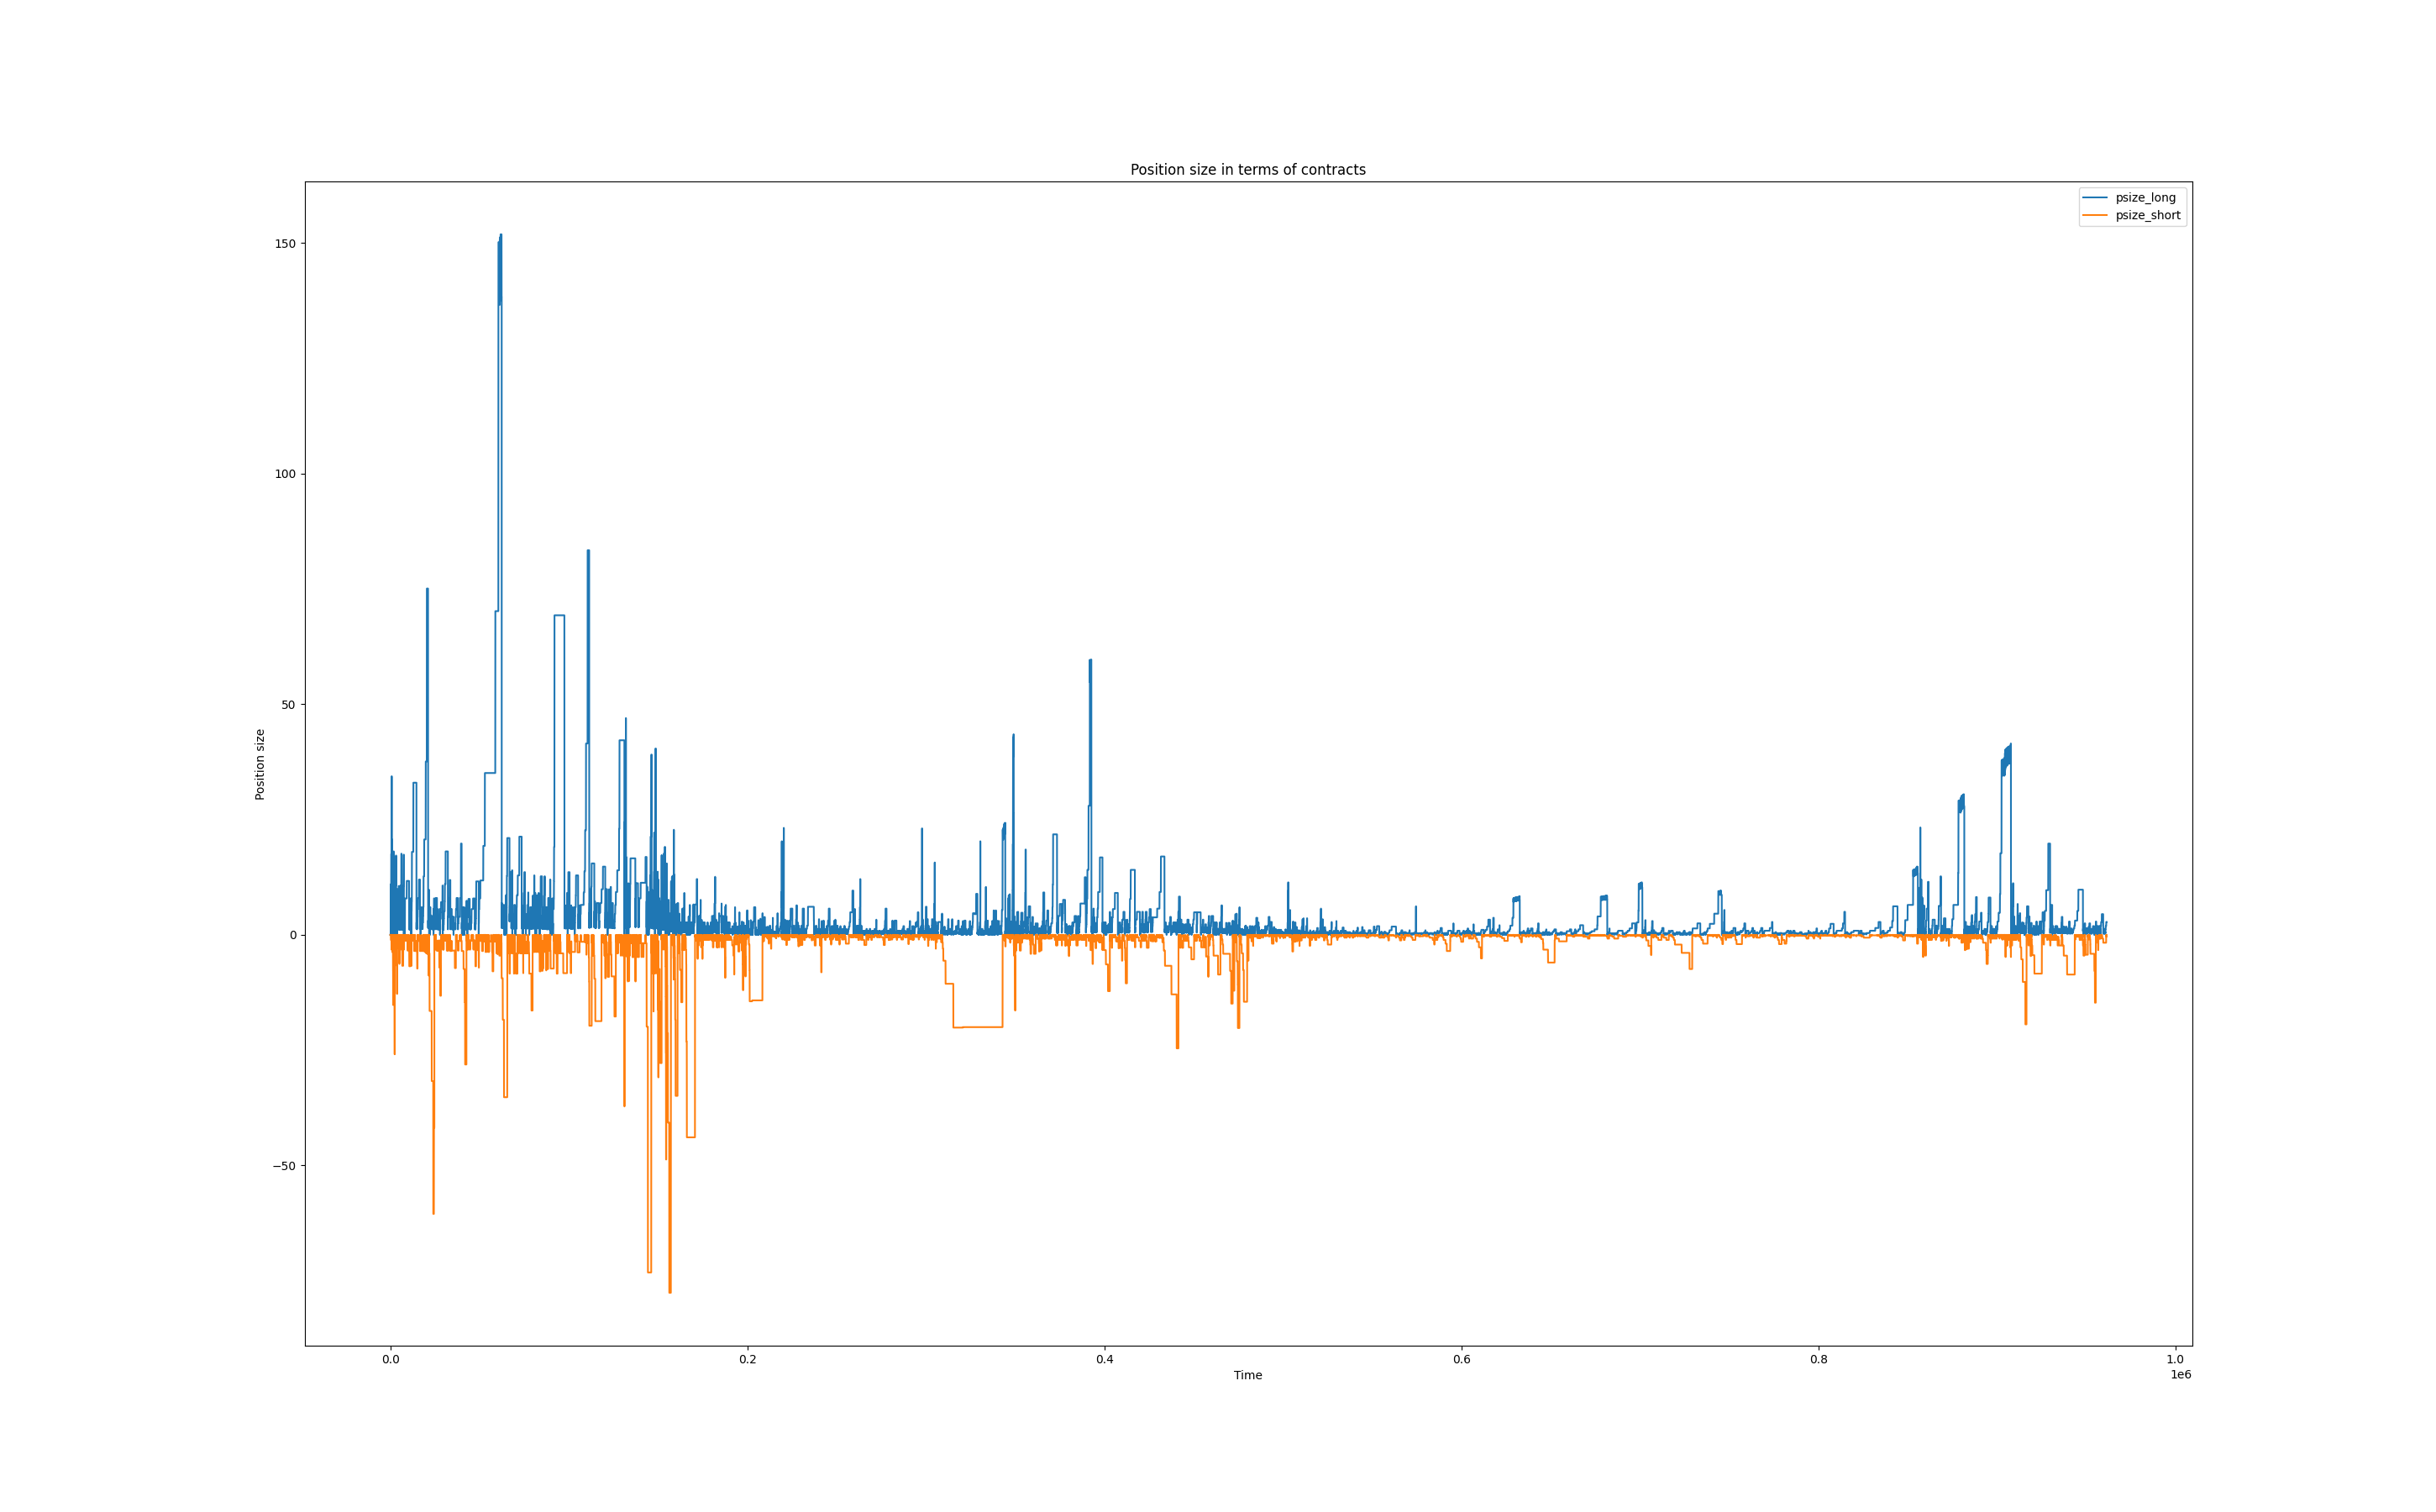 Position size in terms of contracts
psize_long
psize_short
150
100
50
0
−50
Position size
0.0
0.2
0.4
0.6
0.8
1.0
1e6
Time